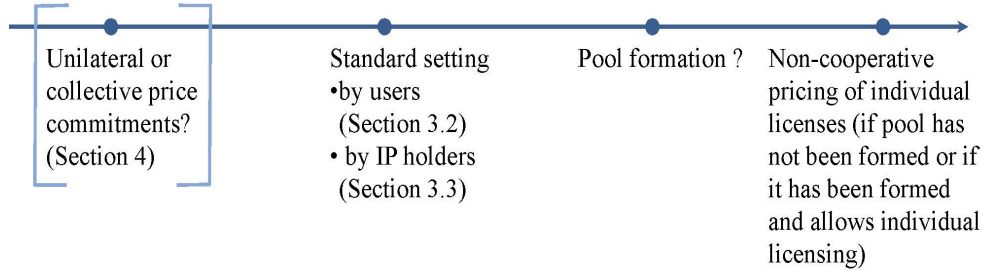 Unilateral or
collective price
commitments?
(Section 4)
Standard setting
•by users
(Section 3.2)
• by IP holders
(Section 3.3)
Pool formation ?
Non-cooperative
pricing of individual
licenses (if pool has
not been formed or if
it has been formed
and allows individual
licensing)